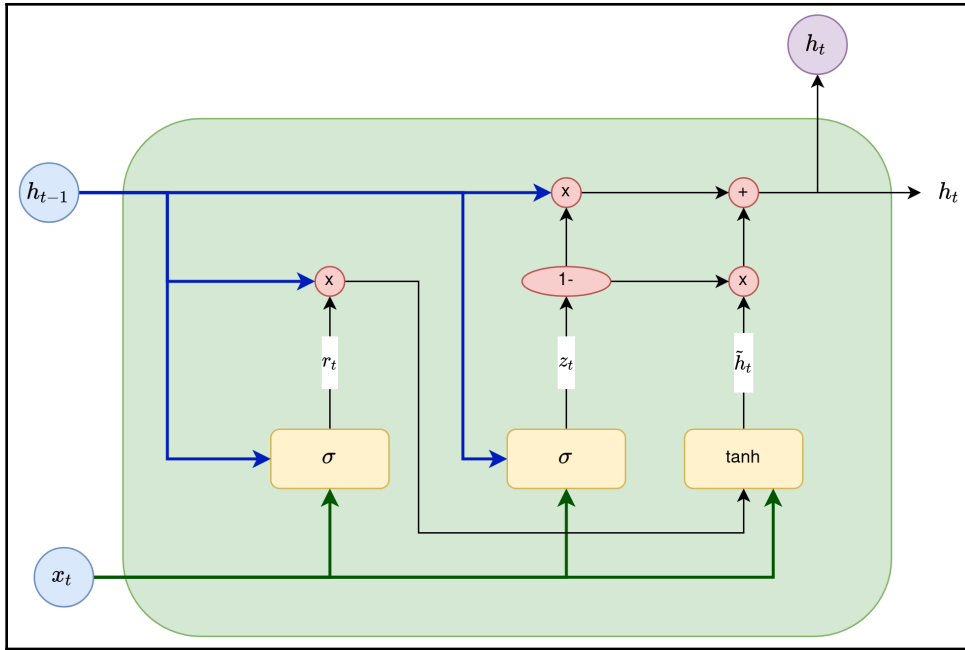 h_t
h_{t-1}
x
+
h_t
x
1-
x
r_t
z_t
h̃_t
σ
σ
tanh
x_t